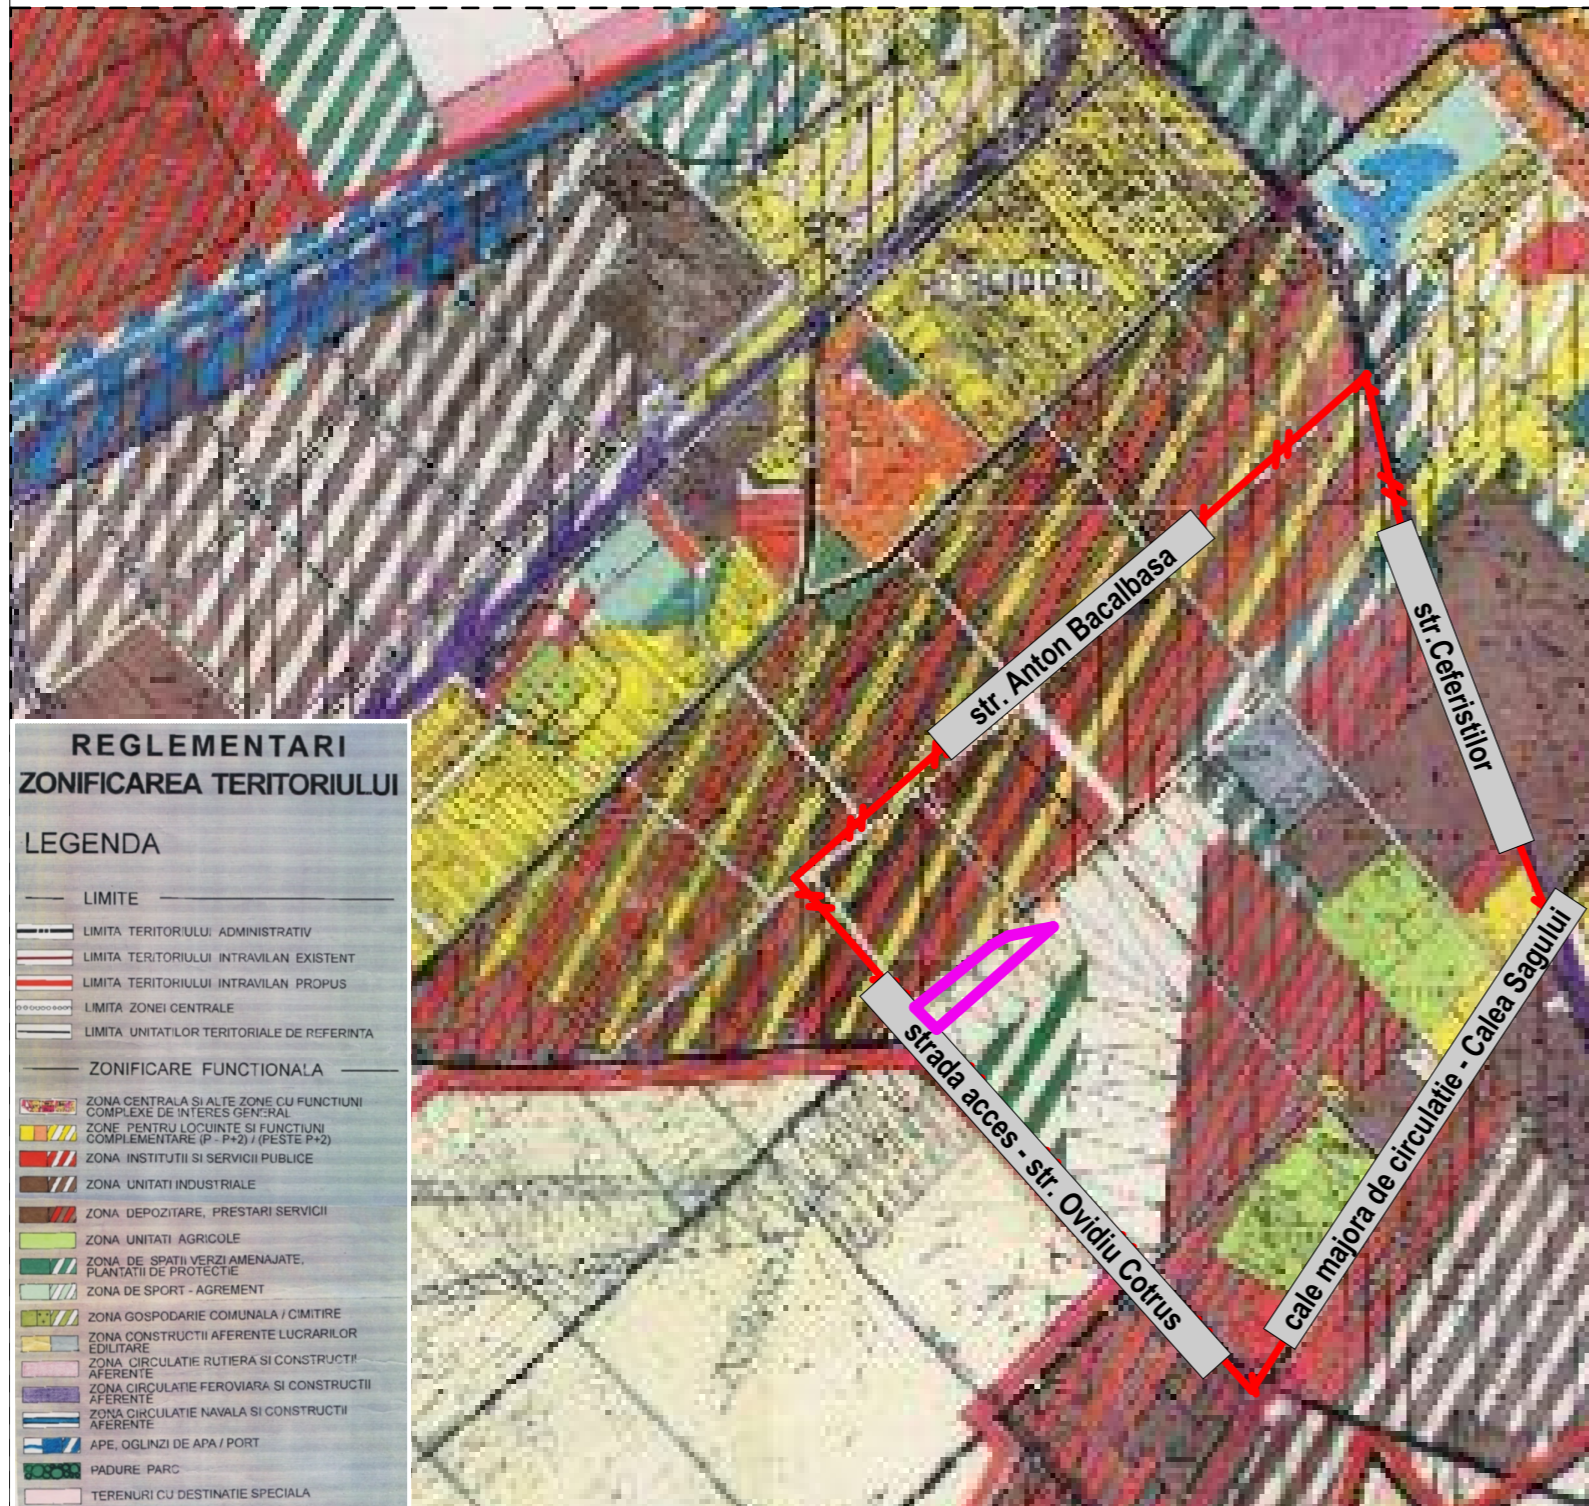 str. Anton Bacalbasa
str.Ceferistilor
strada acces - str. Ovidiu Cotrus
cale majora de circulatie - Calea Sagului
REGLEMENTARI
ZONIFICAREA TERITORIULUI
LEGENDA
LIMITE
LIMITA TERITORIULUI ADMINISTRATIV
LIMITA TERITORIULUI INTRAVILAN EXISTENT
LIMITA TERITORIULUI INTRAVILAN PROPUS
LIMITA ZONEI CENTRALE
LIMITA UNITATILOR TERITORIALE DE REFERINTA
ZONIFICARE FUNCTIONALA
ZONA CENTRALA SI ALTE ZONE CU FUNCTIUNI
COMPLEXE DE INTERES GENERAL
ZONE PENTRU LOCUINTE SI FUNCTIUNI
COMPLEMENTARE (P - P+2) / (PESTE P+2)
ZONA INSTITUTII SI SERVICII PUBLICE
ZONA UNITATI INDUSTRIALE
ZONA DEPOZITARE, PRESTARI SERVICII
ZONA UNITATI AGRICOLE
ZONA DE SPATII VERZI AMENAJATE,
PLANTATII DE PROTECTIE
ZONA DE SPORT - AGREMENT
ZONA GOSPODARIE COMUNALA / CIMITIRE
ZONA CONSTRUCTII AFERENTE LUCRARILOR
EDILITARE
ZONA CIRCULATIE RUTIERA SI CONSTRUCTII
AFERENTE
ZONA CIRCULATIE FEROVIARA SI CONSTRUCTII
AFERENTE
ZONA CIRCULATIE NAVALA SI CONSTRUCTII
AFERENTE
APE, OGLINZI DE APA / PORT
PADURE PARC
TERENURI CU DESTINATIE SPECIALA